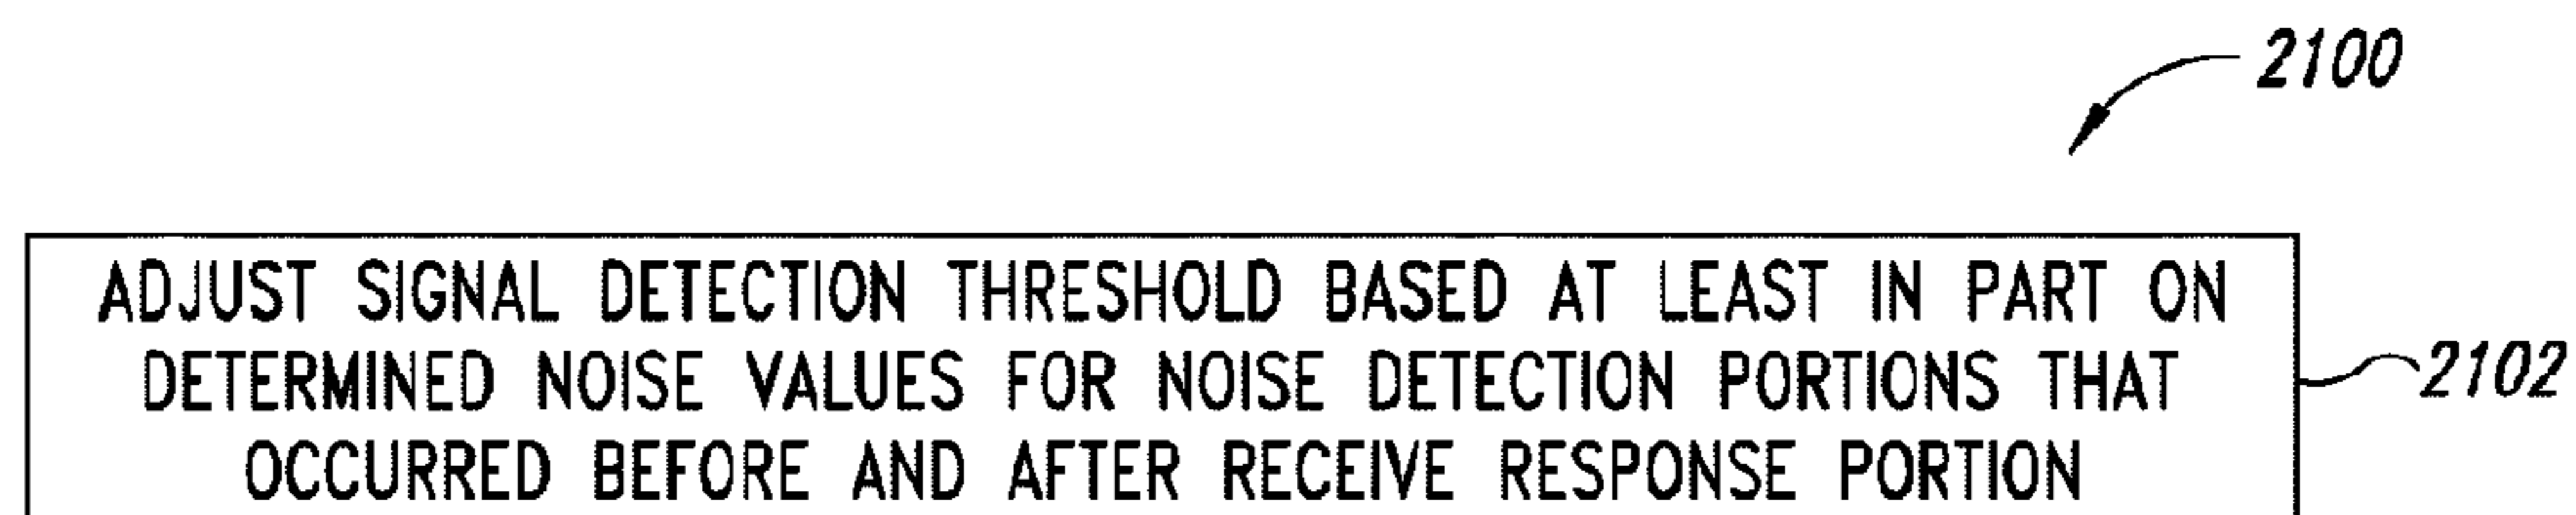 2100
ADJUST SIGNAL DETECTION THRESHOLD BASED AT LEAST IN PART ON
DETERMINED NOISE VALUES FOR NOISE DETECTION PORTIONS THAT
OCCURRED BEFORE AND AFTER RECEIVE RESPONSE PORTION
2102